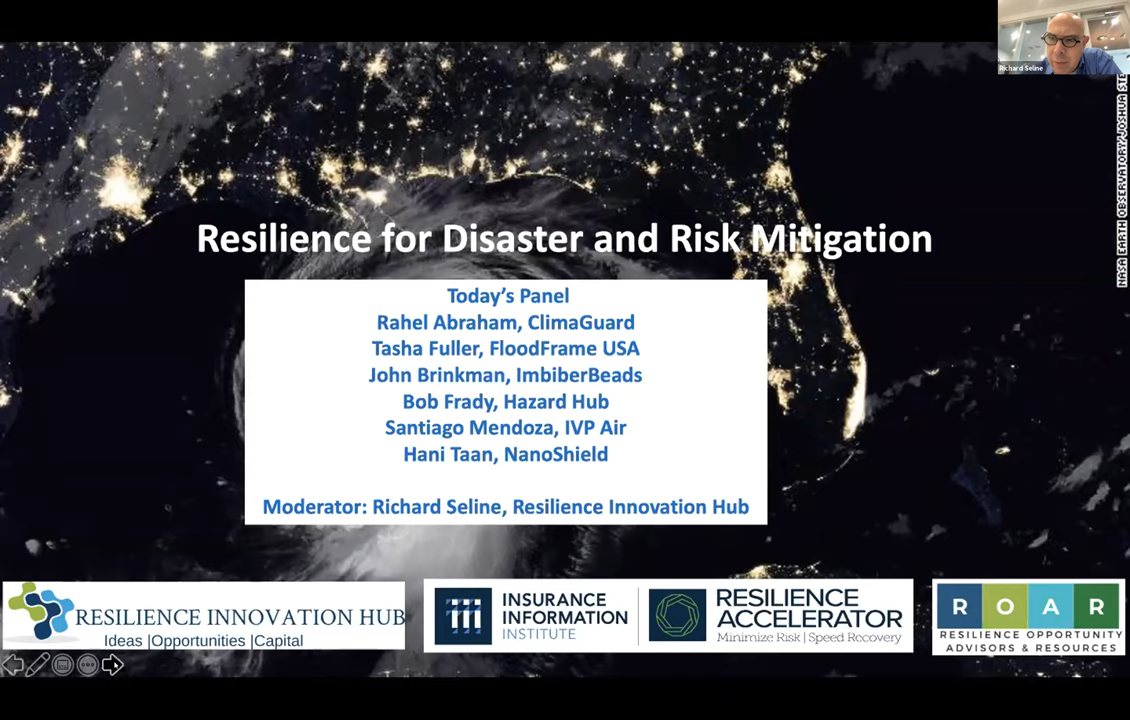 Richard Seline
NASA EARTH OBSERVATORY/JOSHUA STE
Resilience for Disaster and Risk Mitigation
Today's Panel
Rahel Abraham, ClimaGuard
Tasha Fuller, FloodFrame USA
John Brinkman, ImbiberBeads
Bob Frady, Hazard Hub
Santiago Mendoza, IVP Air
Hani Taan, NanoShield
Moderator: Richard Seline, Resilience Innovation Hub
RESILIENCE INNOVATION HUB
Ideas |Opportunities |Capital
iii
INSURANCE
INFORMATION
INSTITUTE
RESILIENCE
ACCELERATOR
Minimize Risk | Speed Recovery
R O A R
RESILIENCE OPPORTUNITY
ADVISORS & RESOURCES